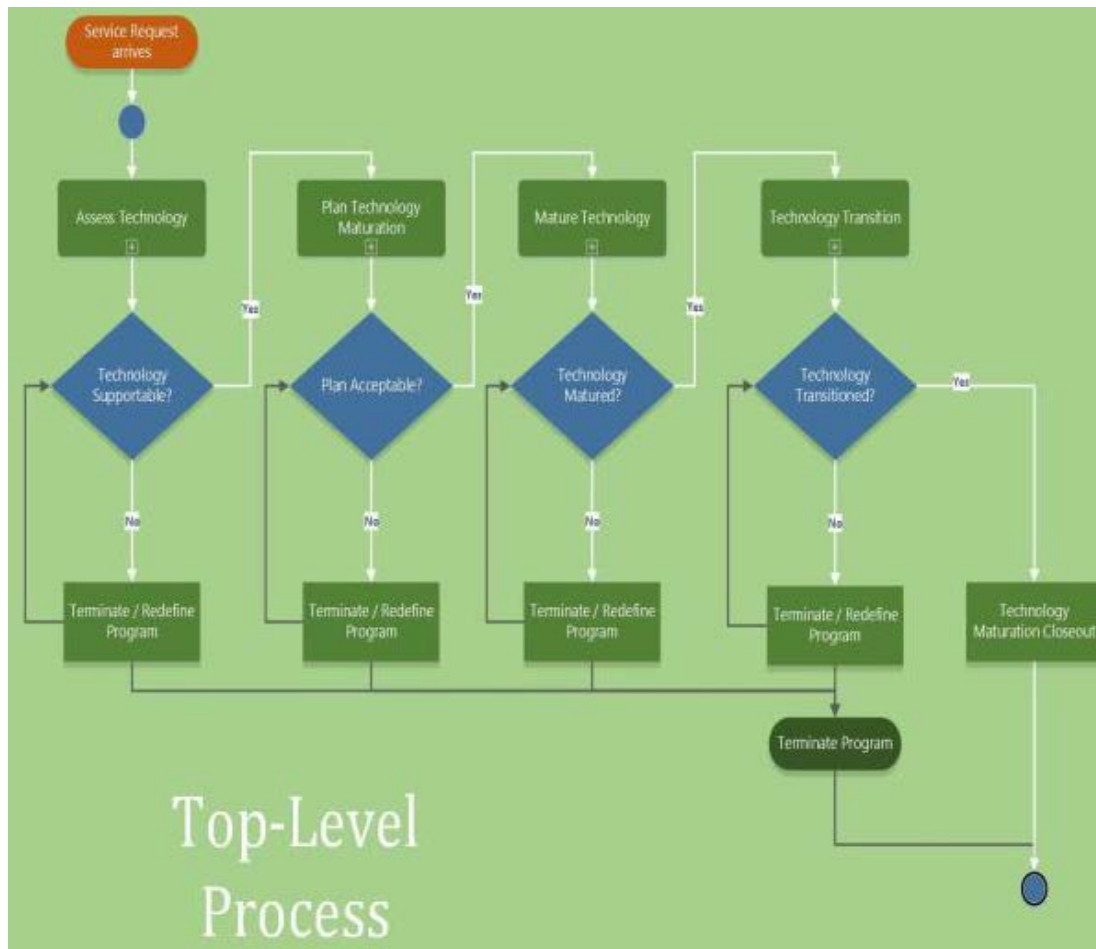 Service Request
arrives
Assess Technology
Plan Technology
Maturation
Mature Technology
Technology Transition
Yes
Yes
Yes
Technology
Supportable?
Plan Acceptable?
Technology
Matured?
Technology
Transitioned?
Yes
No
No
No
No
Terminate / Redefine
Program
Terminate / Redefine
Program
Terminate / Redefine
Program
Terminate / Redefine
Program
Technology
Maturation Closeout
Terminate Program
Top-Level
Process